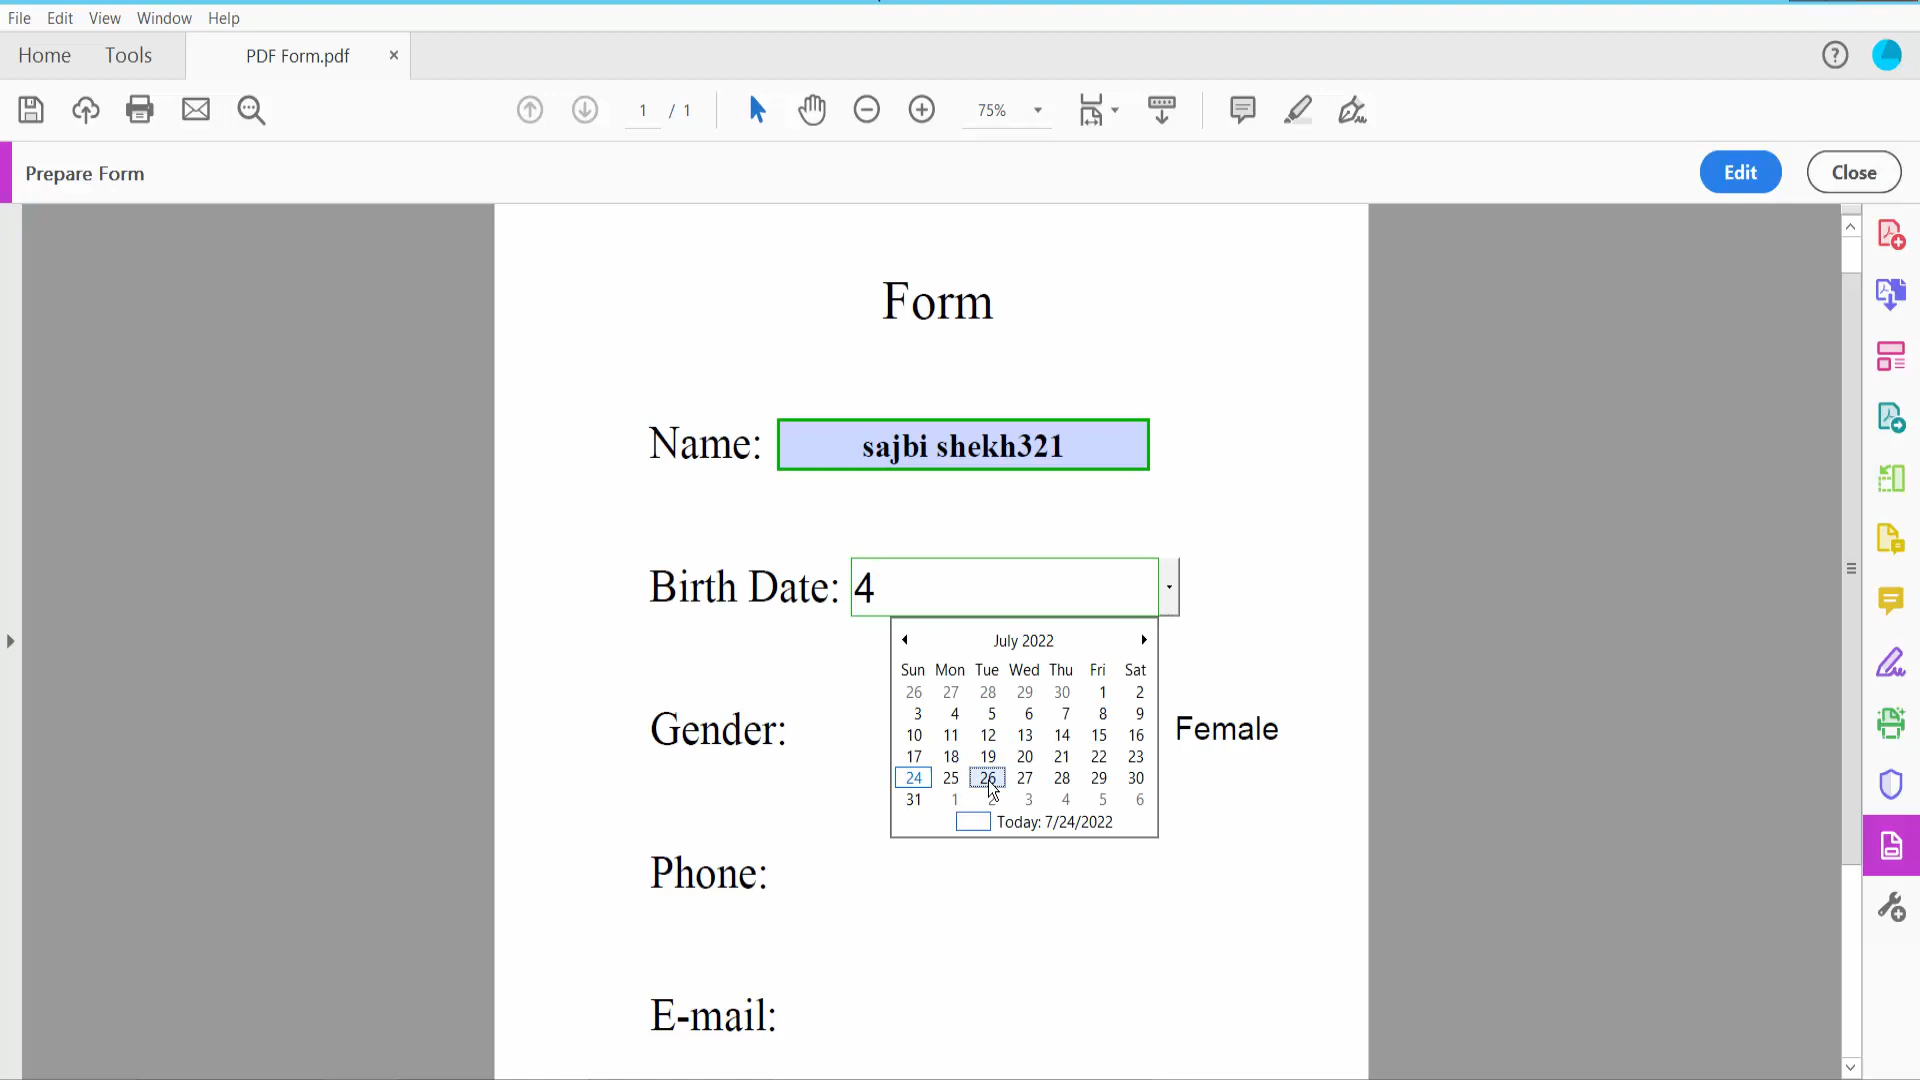 File Edit View Window Help
Home Tools PDF Form.pdf ×
1 / 1 75%
Prepare Form Edit Close
Form
Name: sajbi shekh321
Birth Date: 4
July 2022
Sun Mon Tue Wed Thu Fri Sat
26 27 28 29 30 1 2
3 4 5 6 7 8 9
10 11 12 13 14 15 16
17 18 19 20 21 22 23
24 25 26 27 28 29 30
31 1 2 3 4 5 6
Today: 7/24/2022
Gender: Female
Phone:
E-mail: